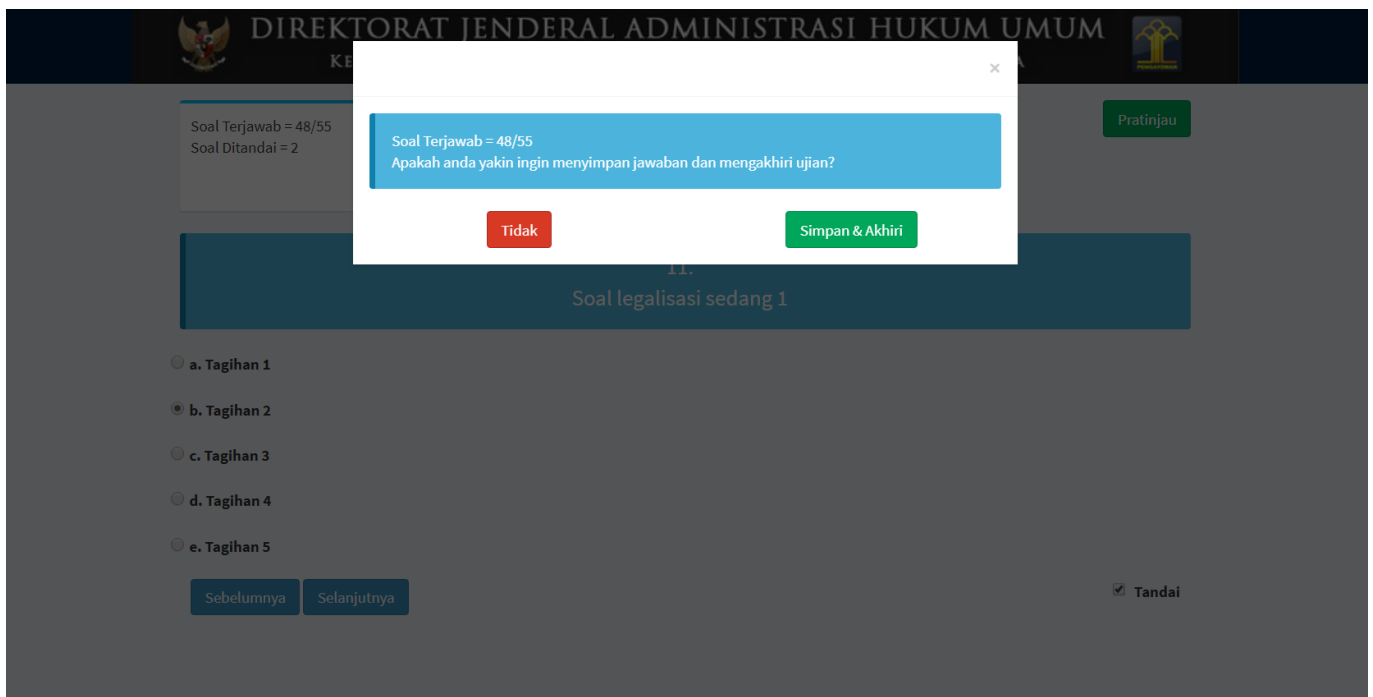 DIREKTORAT JENDERAL ADMINISTRASI HUKUM UMUM
×
Soal Terjawab = 48/55
Soal Ditandai = 2
Pratinjau
Soal Terjawab = 48/55
Apakah anda yakin ingin menyimpan jawaban dan mengakhiri ujian?
Tidak
Simpan & Akhiri
11.
Soal legalisasi sedang 1
a. Tagihan 1
b. Tagihan 2
c. Tagihan 3
d. Tagihan 4
e. Tagihan 5
Sebelumnya
Selanjutnya
Tandai